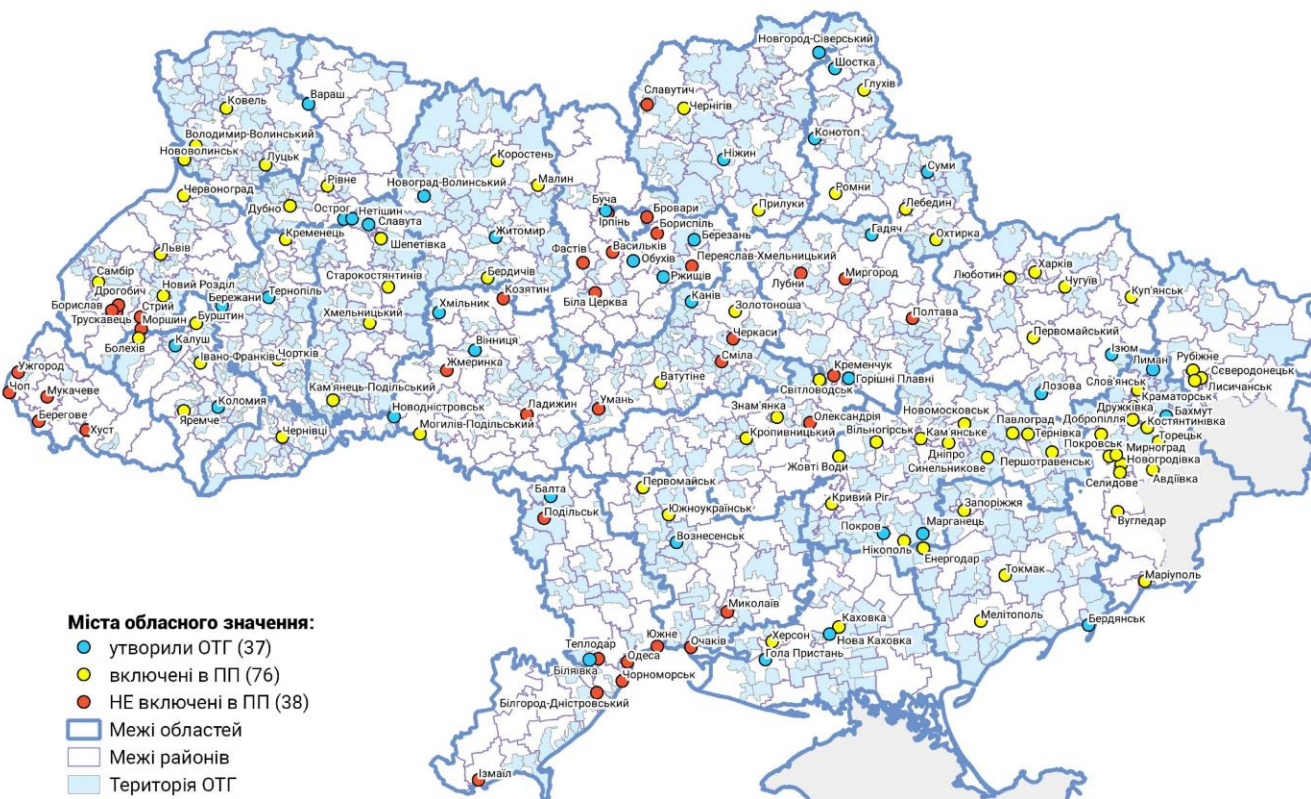 Новгород-Сіверський
Шостка
Глухів
Славутич
Чернігів
Ковель
Вараш
Володимир-Волинський
Нововолинськ
Луцьк
Конотоп
Ніжин
Суми
Коростень
Малин
Новоград-Волинський
Рівне
Червоноград
Дубно
Острог
Нетішин
Славута
Буча
Ірпінь
Бровари
Бориспіль
Прилуки
Ромни
Лебедин
Кременець
Шепетівка
Житомир
Васильків
Березань
Гадяч
Охтирка
Фастів
Обухів
Переяслав-Хмельницький
Львів
Старокостянтинів
Бердичів
Ржищів
Лубни
Миргород
Люботин
Харків
Чугуїв
Куп'янськ
Самбір
Дрогобич
Новий Розділ
Бережани
Тернопіль
Хмільник
Козятин
Біла Церква
Канів
Золотоноша
Борислав
Стрий
Трускавець
Моршин
Бурштин
Хмельницький
Полтава
Болехів
Калуш
Вінниця
Черкаси
Первомайський
Ізюм
Івано-Франківськ
Чортків
Жмеринка
Сміла
Лиман
Рубіжне
Сєверодонецьк
Ужгород
Чоп
Мукачеве
Кам'янець-Подільський
Ватутіне
Кременчук
Горішні Плавні
Світловодськ
Слов'янськ
Лисичанськ
Краматорськ
Берегове
Хуст
Коломия
Яремче
Новодністровськ
Ладижин
Умань
Знам'янка
Олександрія
Новомосковськ
Павлоград
Лозова
Добропілля
Дружківка
Бахмут
Костянтинівка
Чернівці
Могилів-Подільський
Кропивницький
Вільногірськ
Кам'янське
Дніпро
Тернівка
Покровськ
Торецьк
Мирноград
Новогродівка
Жовті Води
Синельникове
Першотравенськ
Селидове
Авдіївка
Балта
Первомайськ
Подільськ
Южноукраїнськ
Кривий Ріг
Запоріжжя
Вугледар
Вознесенськ
Покров
Марганець
Нікополь
Енергодар
Токмак
Маріуполь
Миколаїв
Каховка
Мелітополь
Бердянськ
Теплодар
Южне
Очаків
Херсон
Нова Каховка
Одеса
Гола Пристань
Біляївка
Чорноморськ
Білгород-Дністровський
Ізмаїл
Міста обласного значення:
утворили ОТГ (37)
включені в ПП (76)
НЕ включені в ПП (38)
Межі областей
Межі районів
Територія ОТГ